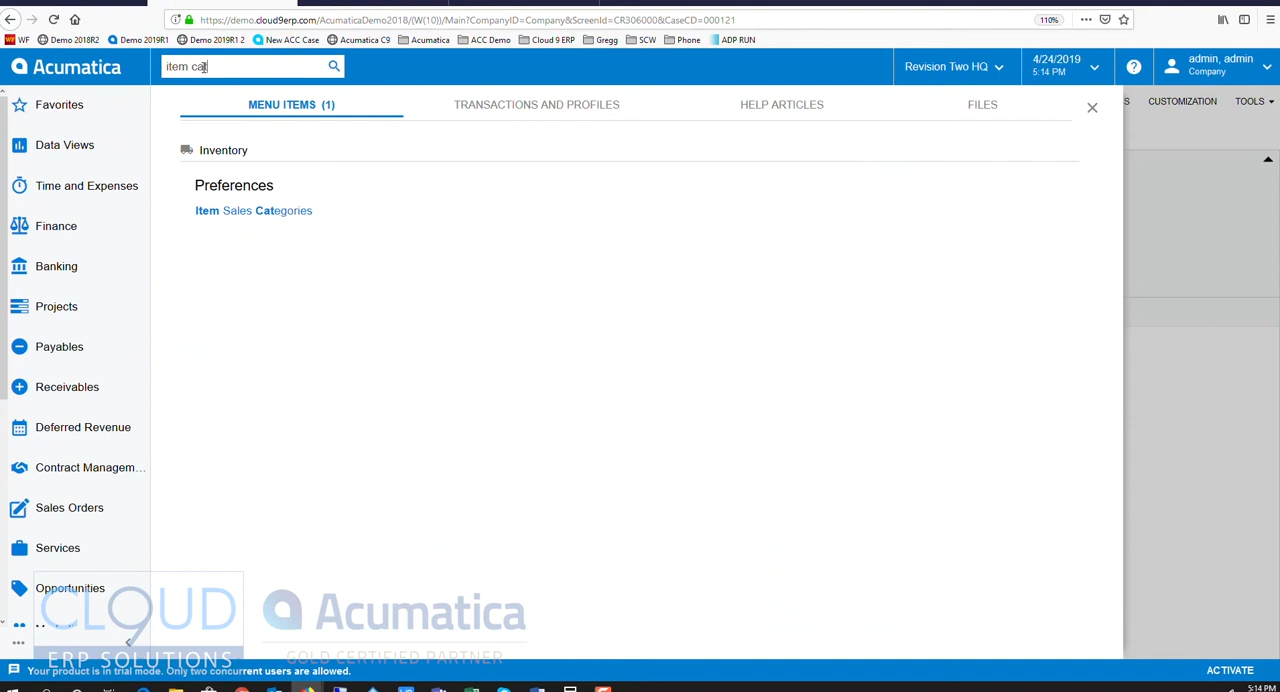 https://demo.cloud9erp.com/AcumaticaDemo2018/(W(10))/Main?CompanyID=Company&ScreenId=CR306000&CaseCD=000121
110%
WF
Demo 2018R2
Demo 2019R1
Demo 2019R1 2
New ACC Case
Acumatica C9
Acumatica
ACC Demo
Cloud 9 ERP
Gregg
SCW
Phone
ADP RUN
Acumatica
item cat
Revision Two HQ
4/24/2019
5:14 PM
admin, admin
Company
Favorites
MENU ITEMS (1)
TRANSACTIONS AND PROFILES
HELP ARTICLES
FILES
CUSTOMIZATION
TOOLS
Data Views
Inventory
Time and Expenses
Preferences
Item Sales Categories
Finance
Banking
Projects
Payables
Receivables
Deferred Revenue
Contract Managem...
Sales Orders
Services
Opportunities
CL9UD
ERP SOLUTIONS
Acumatica
GOLD CERTIFIED PARTNER
Your product is in trial mode. Only two concurrent users are allowed.
ACTIVATE
5:14 PM